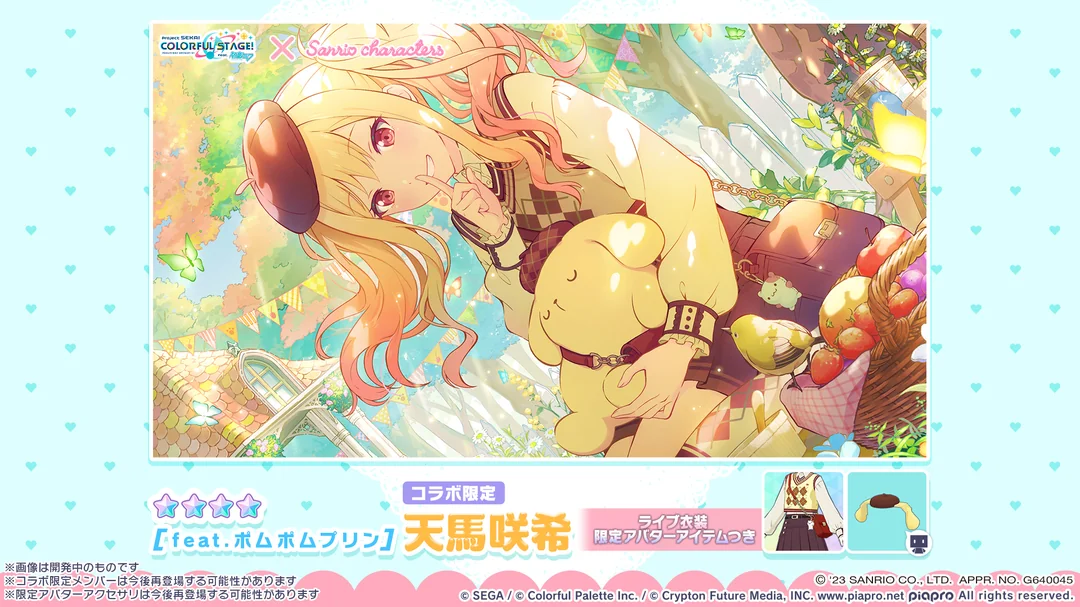 PROJECT SEKAI
COLORFUL STAGE!
Sanrio characters
コラボ限定
[feat.ポムポムプリン]
天馬咲希
ライブ衣装
限定アバターアイテムつき
※画像は開発中のものです
※コラボ限定メンバーは今後再登場する可能性があります
※限定アバターアクセサリは今後再登場する可能性があります
© '23 SANRIO CO., LTD. APPR. NO. G640045
© SEGA / © Colorful Palette Inc. / © Crypton Future Media, INC. www.piapro.net piapro All rights reserved.